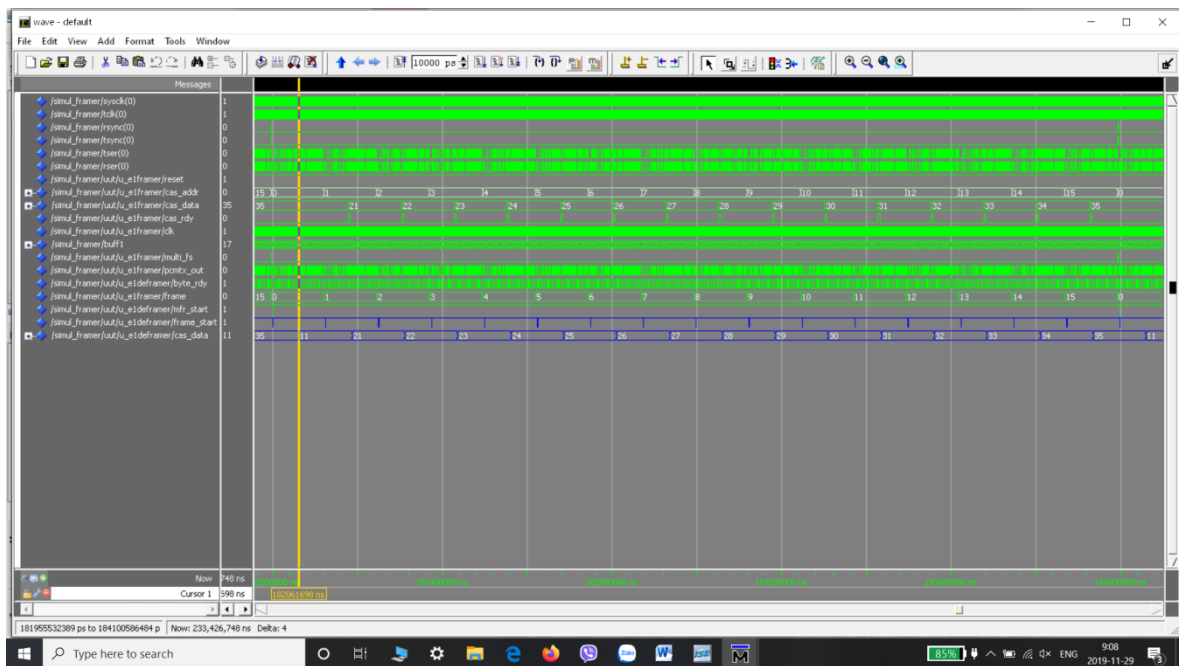 wave - default
File Edit View Add Format Tools Window
10000 ps
Messages
/simul_framer/sysclk(0) 1
/simul_framer/tclk(0) 1
/simul_framer/rsync(0) 0
/simul_framer/tsync(0) 0
/simul_framer/tser(0) 0
/simul_framer/rser(0) 0
/simul_framer/uut/u_e1framer/reset 1
/simul_framer/uut/u_e1framer/cas_addr 0 15 0 1 2 3 4 5 6 7 8 9 10 11 12 13 14 15 0
/simul_framer/uut/u_e1framer/cas_data 35 35 21 22 23 24 25 26 27 28 29 30 31 32 33 34 35
/simul_framer/uut/u_e1framer/cas_rdy 0
/simul_framer/uut/u_e1framer/clk 1
/simul_framer/buff1 17
/simul_framer/uut/u_e1framer/multi_fs 0
/simul_framer/uut/u_e1framer/pcmtx_out 0
/simul_framer/uut/u_e1deframer/byte_rdy 1
/simul_framer/uut/u_e1framer/frame 0 15 0 1 2 3 4 5 6 7 8 9 10 11 12 13 14 15 0
/simul_framer/uut/u_e1deframer/mfr_start 1
/simul_framer/uut/u_e1deframer/frame_start 1
/simul_framer/uut/u_e1deframer/cas_data 11 35 11 21 22 23 24 25 26 27 28 29 30 31 32 33 34 35 11
Now 748 ns
Cursor 1 598 ns 182061698 ns
181955532389 ps to 184100586484 p Now: 233,426,748 ns Delta: 4
Type here to search
Zalo
W
ISE
M
85%
ENG
9:08
2019-11-29
3